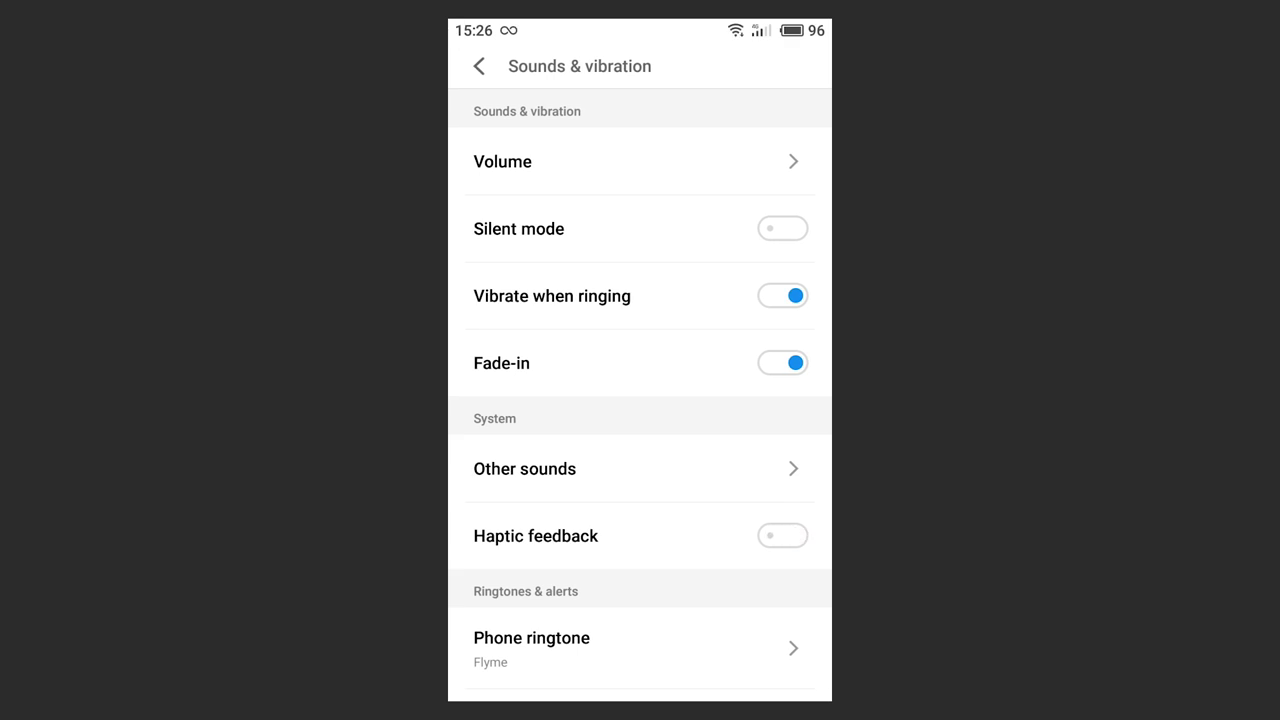 15:26 4G 96
Sounds & vibration
Sounds & vibration
Volume
Silent mode
Vibrate when ringing
Fade-in
System
Other sounds
Haptic feedback
Ringtones & alerts
Phone ringtone
Flyme